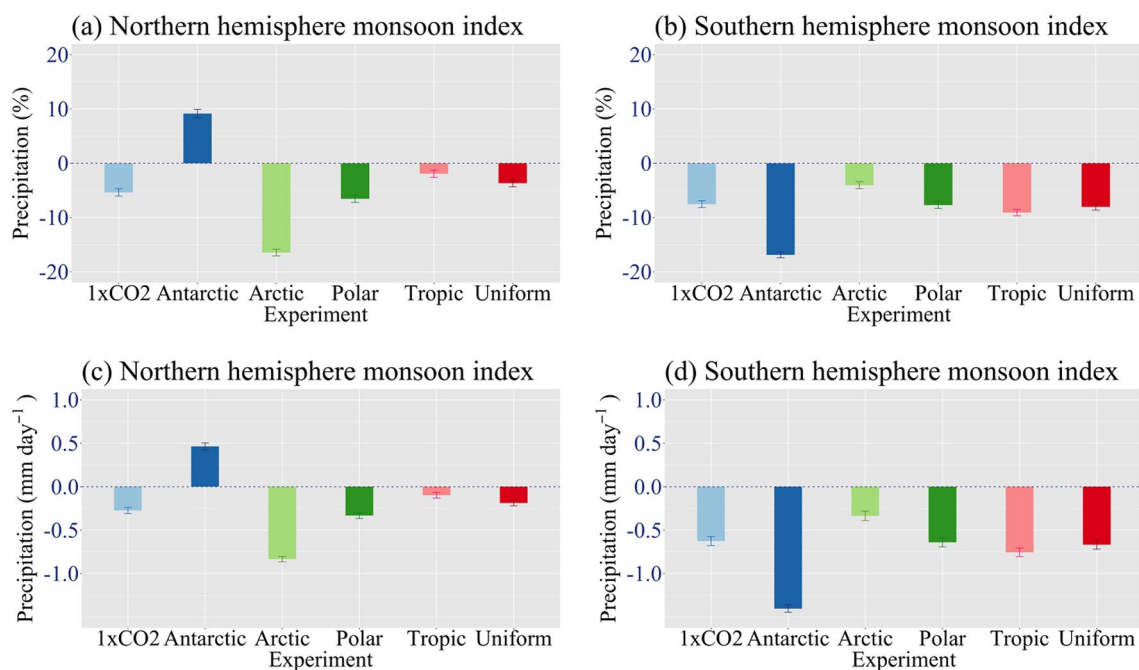 (a) Northern hemisphere monsoon index
Precipitation (%)
20
10
0
-10
-20
1xCO2 Antarctic Arctic Polar Tropic Uniform
Experiment
(b) Southern hemisphere monsoon index
Precipitation (%)
20
10
0
-10
-20
1xCO2 Antarctic Arctic Polar Tropic Uniform
Experiment
(c) Northern hemisphere monsoon index
Precipitation (mm day⁻¹ )
1.0
0.5
0.0
-0.5
-1.0
1xCO2 Antarctic Arctic Polar Tropic Uniform
Experiment
(d) Southern hemisphere monsoon index
Precipitation (mm day⁻¹ )
1.0
0.5
0.0
-0.5
-1.0
1xCO2 Antarctic Arctic Polar Tropic Uniform
Experiment